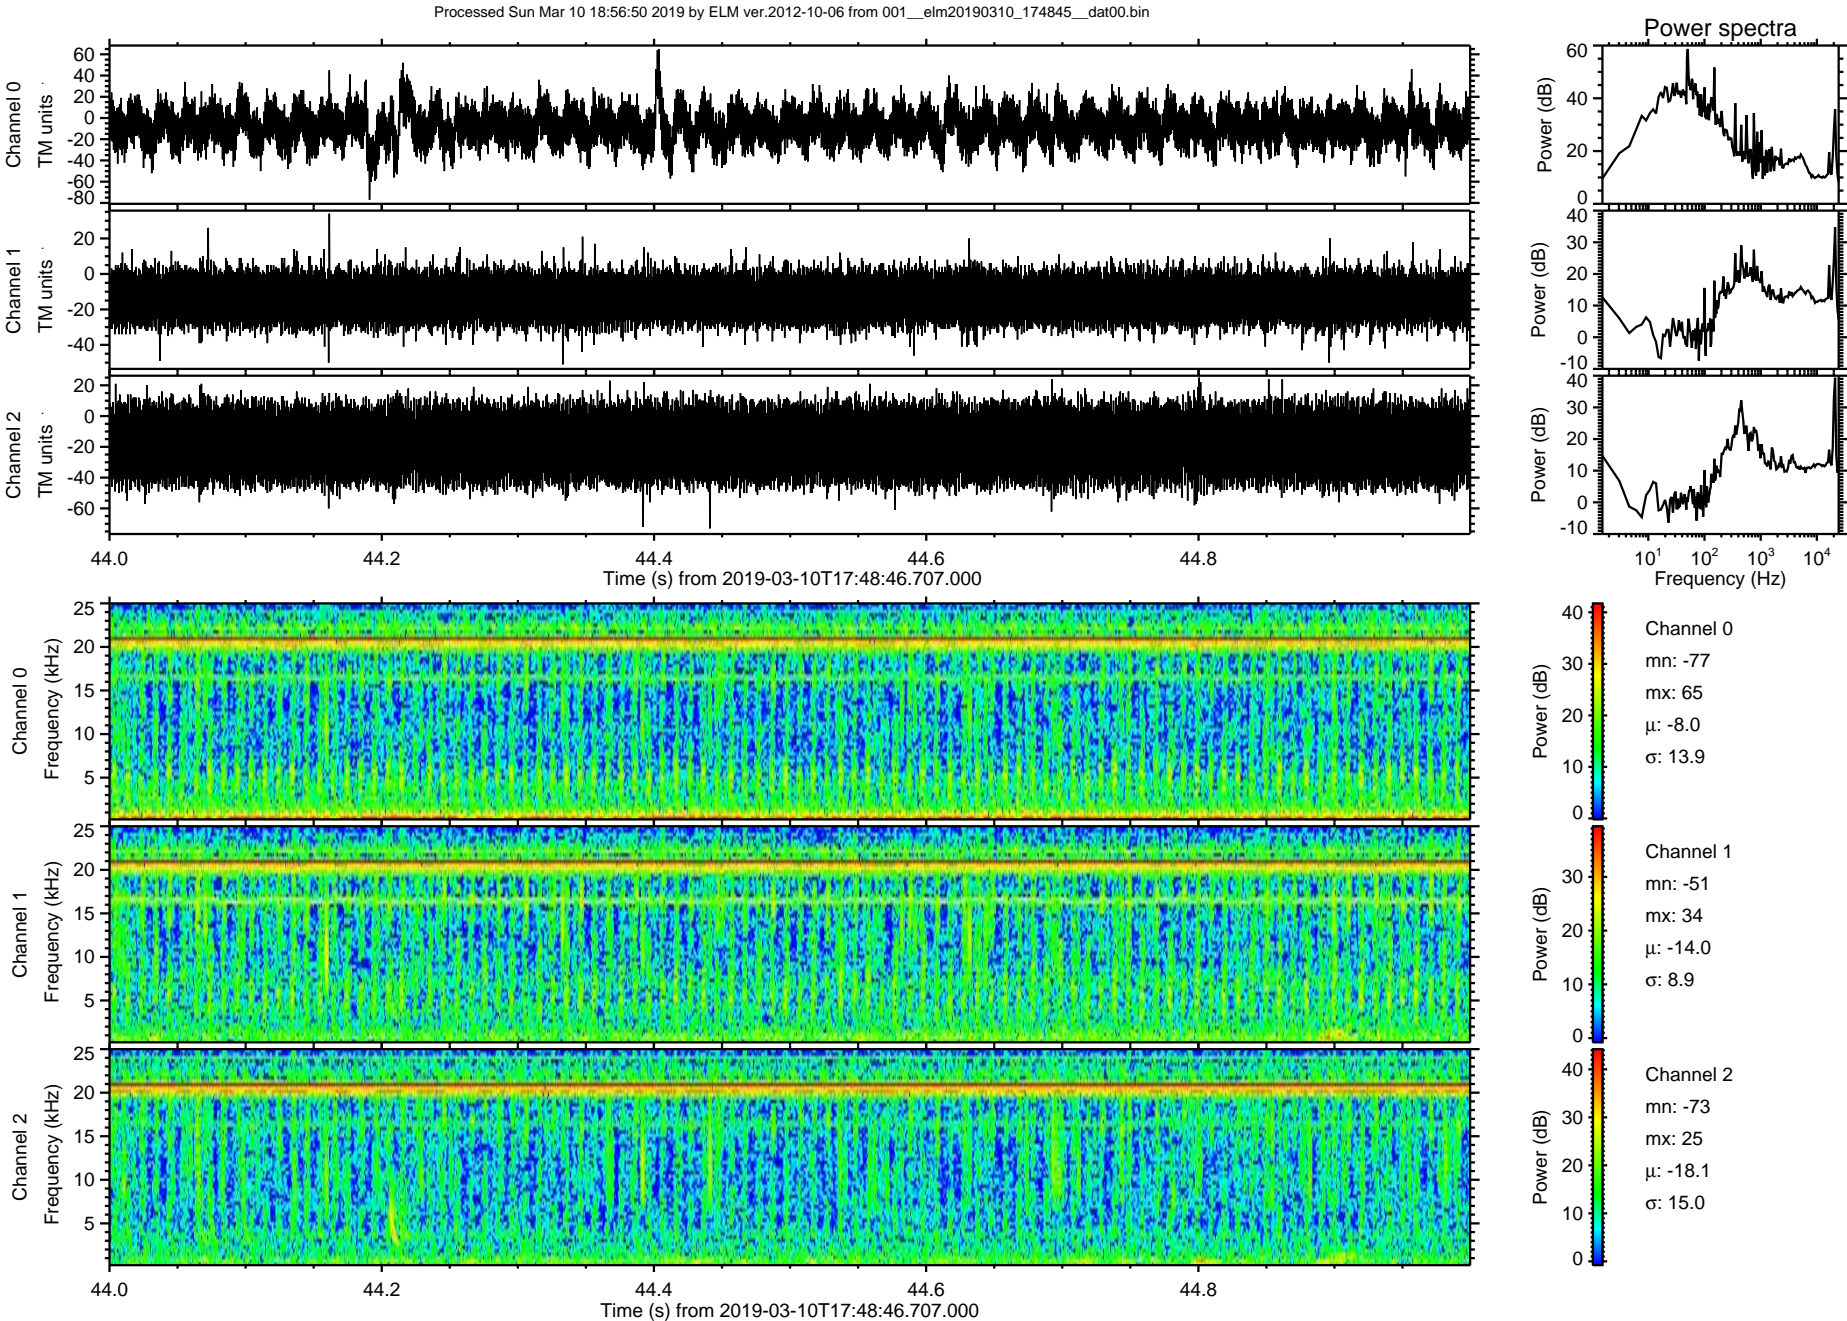 Processed Sun Mar 10 18:56:50 2019 by ELM ver.2012-10-06 from 001__elm20190310_174845__dat00.bin
Power spectra
Channel 0
TM units
60
40
20
0
-20
-40
-60
-80
Power (dB)
60
40
20
0
Channel 1
TM units
20
0
-20
-40
Power (dB)
40
30
20
10
0
-10
Channel 2
TM units
20
0
-20
-40
-60
Power (dB)
40
30
20
10
0
-10
44.0 44.2 44.4 44.6 44.8
Time (s) from 2019-03-10T17:48:46.707.000
10¹ 10² 10³ 10⁴
Frequency (Hz)
Channel 0
Frequency (kHz)
25
20
15
10
5
Power (dB)
40
30
20
10
0
Channel 0
mn: -77
mx: 65
μ: -8.0
σ: 13.9
Channel 1
Frequency (kHz)
25
20
15
10
5
Power (dB)
30
20
10
0
Channel 1
mn: -51
mx: 34
μ: -14.0
σ: 8.9
Channel 2
Frequency (kHz)
25
20
15
10
5
Power (dB)
40
30
20
10
0
Channel 2
mn: -73
mx: 25
μ: -18.1
σ: 15.0
44.0 44.2 44.4 44.6 44.8
Time (s) from 2019-03-10T17:48:46.707.000